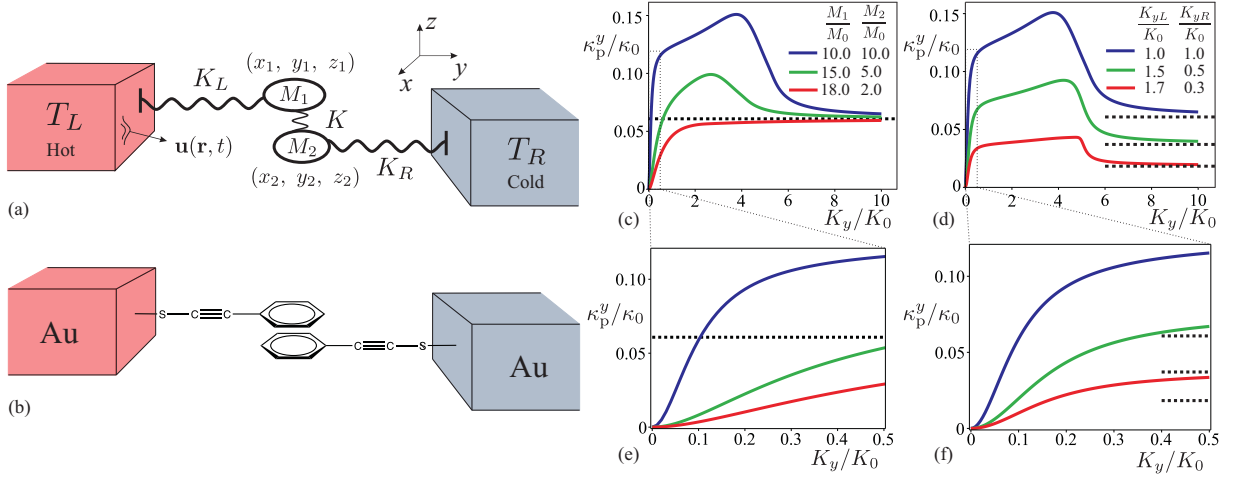 z
y
x
T_L
Hot
u(r, t)
K_L
(x_1, y_1, z_1)
M_1
K
M_2
(x_2, y_2, z_2)
K_R
T_R
Cold
(a)
Au
S
C
C
C
C
S
Au
(b)
κ_p^y/κ_0
0.15
0.10
0.05
0
M_1/M_0 M_2/M_0
10.0 10.0
15.0 5.0
18.0 2.0
0 2 4 6 8 10
(c) K_y/K_0
κ_p^y/κ_0
0.15
0.10
0.05
0
K_yL/K_0 K_yR/K_0
1.0 1.0
1.5 0.5
1.7 0.3
0 2 4 6 8 10
(d) K_y/K_0
κ_p^y/κ_0
0.10
0.05
0
0 0.1 0.2 0.3 0.4 0.5
(e) K_y/K_0
κ_p^y/κ_0
0.10
0.05
0
0 0.1 0.2 0.3 0.4 0.5
(f) K_y/K_0